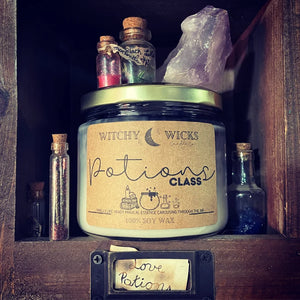 WITCHY WICKS
Potions
CLASS
100% SOY WAX
Love
Potions